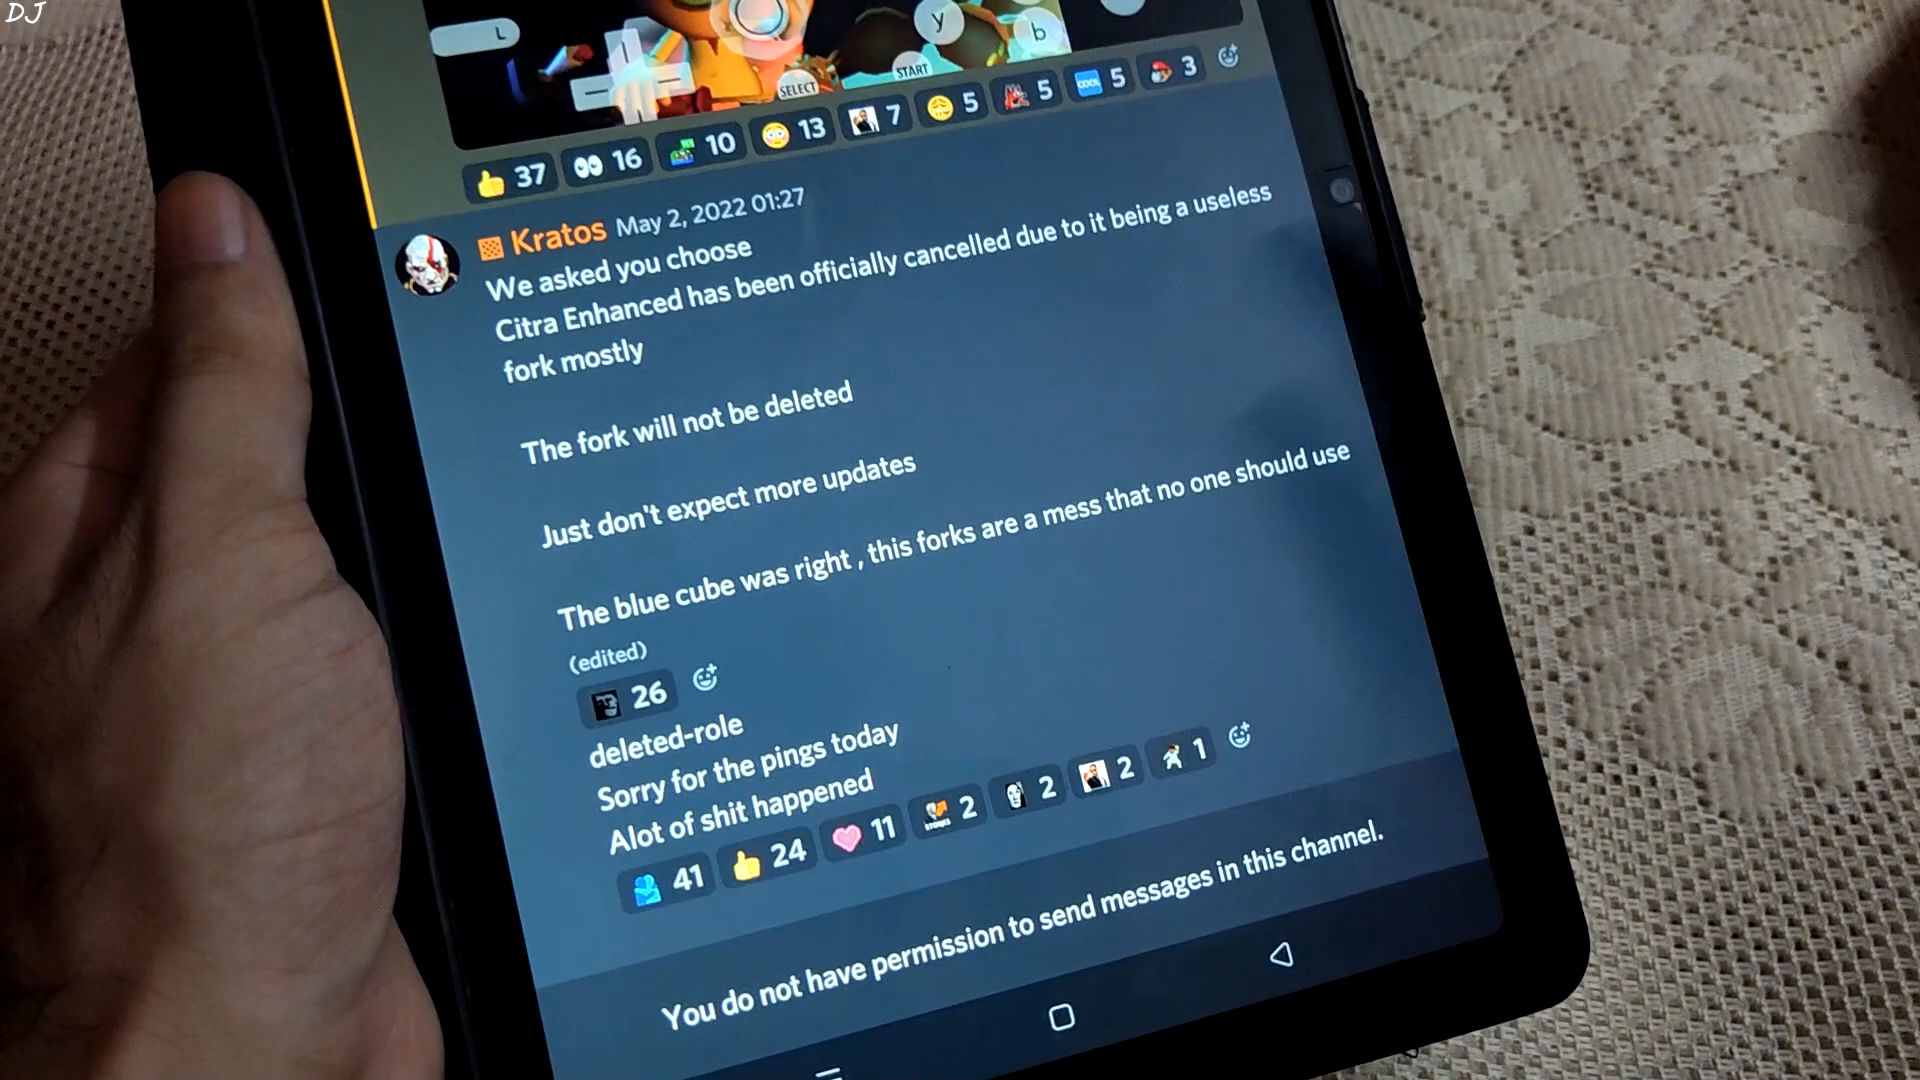 DJ
L
y
b
SELECT
START
37 16 10 13 7 5 5 COOL 5 3
Kratos May 2, 2022 01:27
We asked you choose
Citra Enhanced has been officially cancelled due to it being a useless
fork mostly
The fork will not be deleted
Just don't expect more updates
The blue cube was right , this forks are a mess that no one should use
(edited)
26
deleted-role
Sorry for the pings today
Alot of shit happened
41 24 11 STONKS 2 2 2 1
You do not have permission to send messages in this channel.